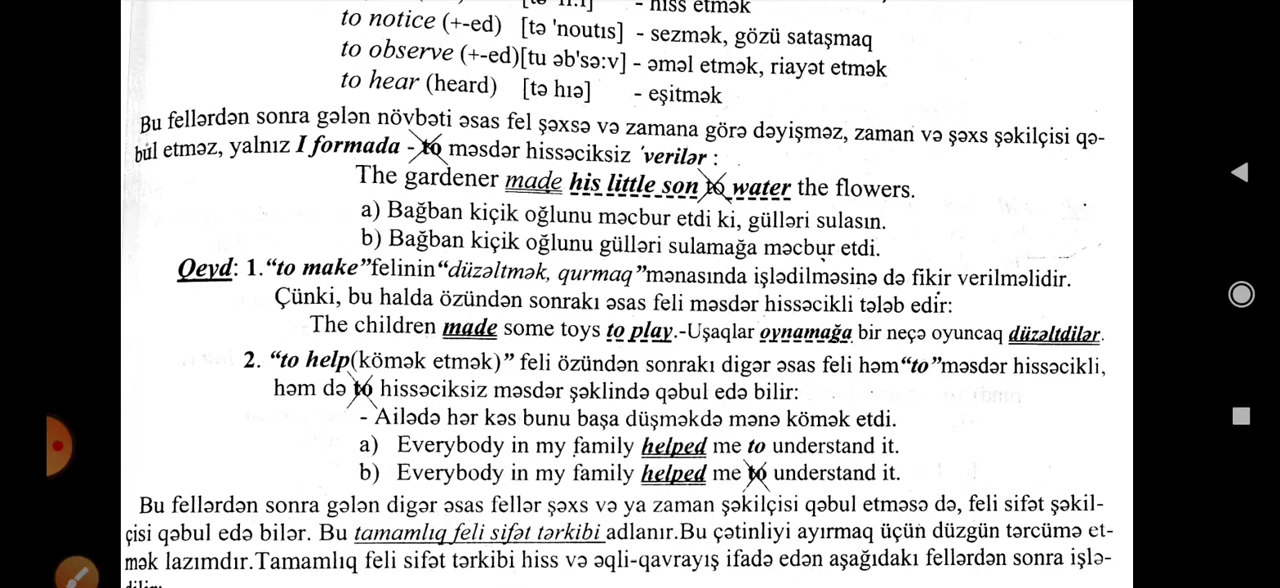 - hiss etmək
to notice (+-ed) [tə 'noutıs] - sezmək, gözü sataşmaq
to observe (+-ed)[tu əb'sə:v] - əməl etmək, riayət etmək
to hear (heard) [tə hıə] - eşitmək
Bu fellərdən sonra gələn növbəti əsas fel şəxsə və zamana görə dəyişməz, zaman və şəxs şəkilçisi qə-
bul etməz, yalnız I formada - to məsdər hissəciksiz verilər :
The gardener made his little son to water the flowers.
a) Bağban kiçik oğlunu məcbur etdi ki, gülləri sulasın.
b) Bağban kiçik oğlunu gülləri sulamağa məcbur etdi.
Qeyd: 1.“to make”felinin“düzəltmək, qurmaq”mənasında işlədilməsinə də fikir verilməlidir.
Çünki, bu halda özündən sonrakı əsas feli məsdər hissəcikli tələb edir:
The children made some toys to play.-Uşaqlar oynamağa bir neçə oyuncaq düzəltdilər.
2. “to help(kömək etmək)” feli özündən sonrakı digər əsas feli həm“to”məsdər hissəcikli,
həm də to hissəciksiz məsdər şəklində qəbul edə bilir:
- Ailədə hər kəs bunu başa düşməkdə mənə kömək etdi.
a) Everybody in my family helped me to understand it.
b) Everybody in my family helped me to understand it.
Bu fellərdən sonra gələn digər əsas fellər şəxs və ya zaman şəkilçisi qəbul etməsə də, feli sifət şəkil-
çisi qəbul edə bilər. Bu tamamlıq feli sifət tərkibi adlanır.Bu çətinliyi ayırmaq üçün düzgün tərcümə et-
mək lazımdır.Tamamlıq feli sifət tərkibi hiss və əqli-qavrayış ifadə edən aşağıdakı fellərdən sonra işlə-